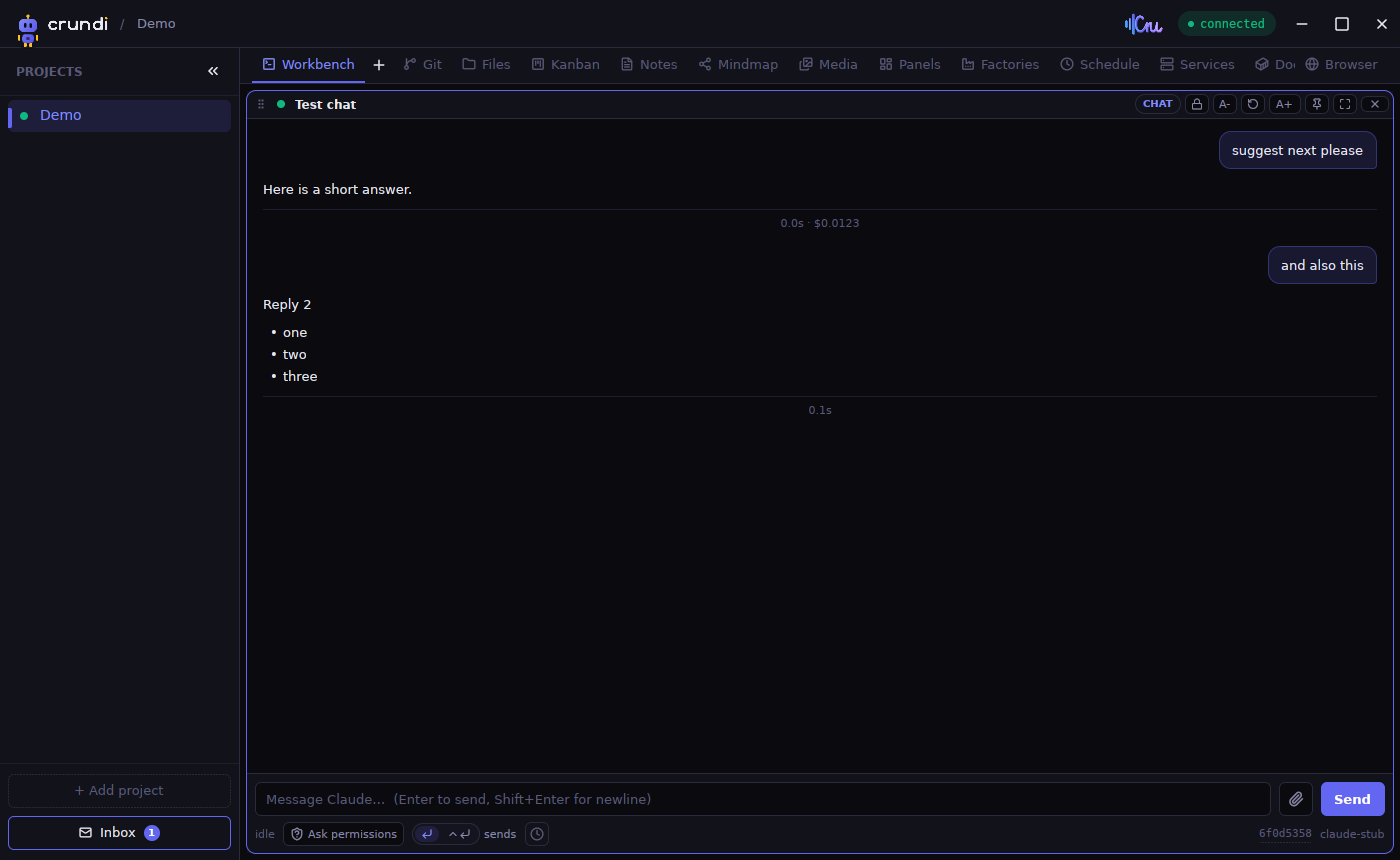 crundi / Demo
Cru
connected
PROJECTS
Workbench
Git
Files
Kanban
Notes
Mindmap
Media
Panels
Factories
Schedule
Services
Browser
Demo
Test chat
CHAT
A-
A+
suggest next please
Here is a short answer.
0.0s · $0.0123
and also this
Reply 2
• one
• two
• three
0.1s
+ Add project
Inbox 1
Message Claude... (Enter to send, Shift+Enter for newline)
Send
idle
Ask permissions
sends
6f0d5358
claude-stub